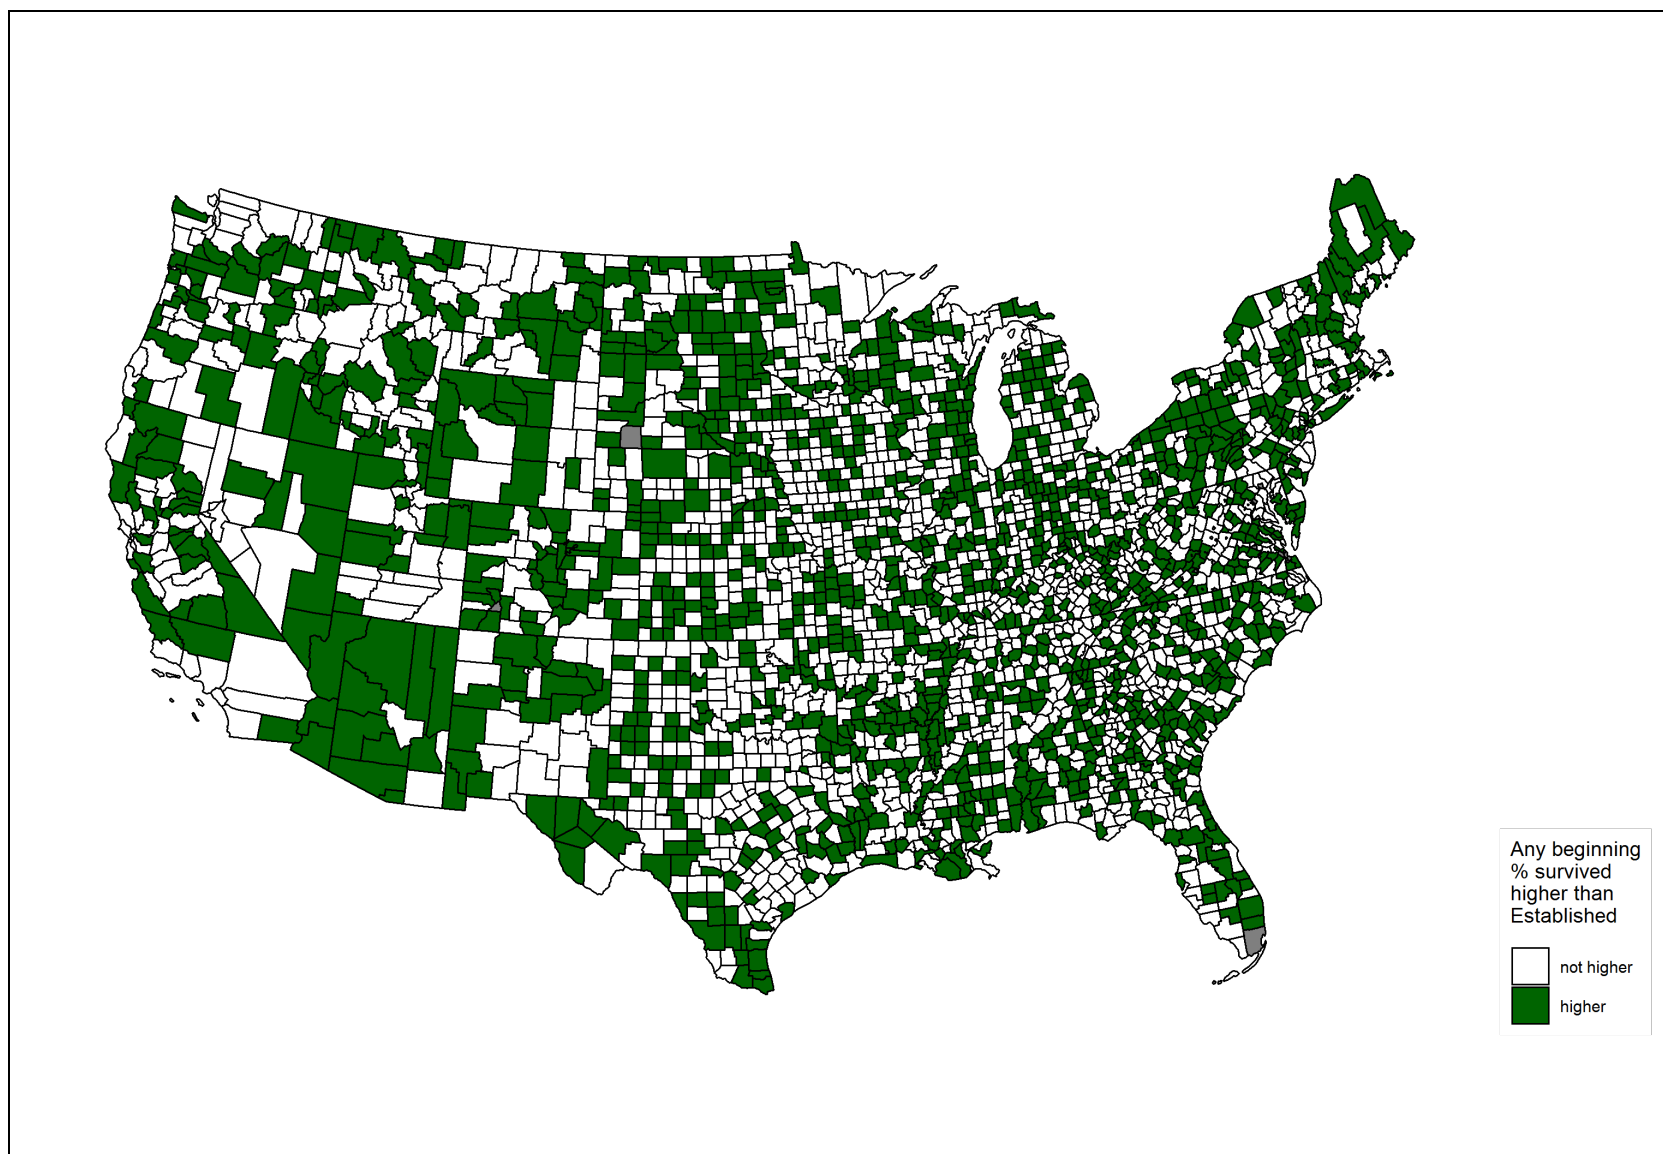 Any beginning
% survived
higher than
Established
not higher
higher